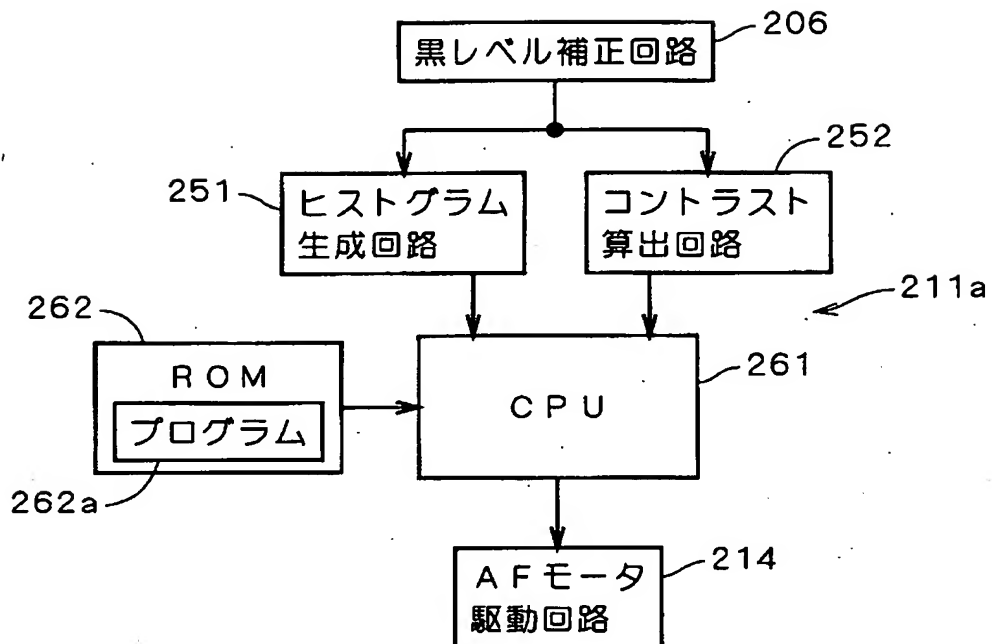 206
黒レベル補正回路
252
251
ヒストグラム
生成回路
コントラスト
算出回路
211a
262
261
ROM
CPU
プログラム
262a
214
AFモータ
駆動回路